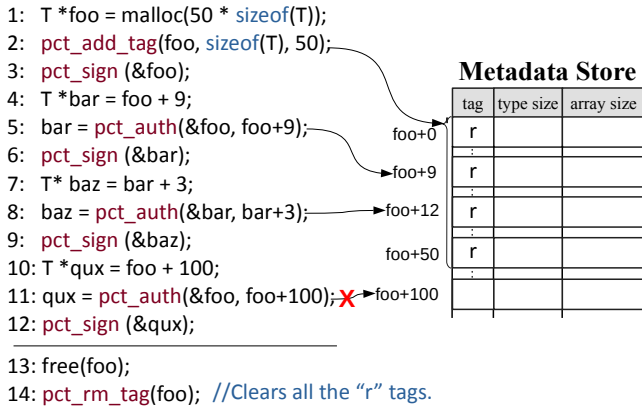 1: T *foo = malloc(50 * sizeof(T));
2: pct_add_tag(foo, sizeof(T), 50);
3: pct_sign (&foo);
4: T *bar = foo + 9;
5: bar = pct_auth(&foo, foo+9);
6: pct_sign (&bar);
7: T* baz = bar + 3;
8: baz = pct_auth(&bar, bar+3);
9: pct_sign (&baz);
10: T *qux = foo + 100;
11: qux = pct_auth(&foo, foo+100);
12: pct_sign (&qux);
13: free(foo);
14: pct_rm_tag(foo); //Clears all the “r” tags.
Metadata Store
tag type size array size
foo+0 r
foo+9 r
foo+12 r
foo+50 r
X foo+100